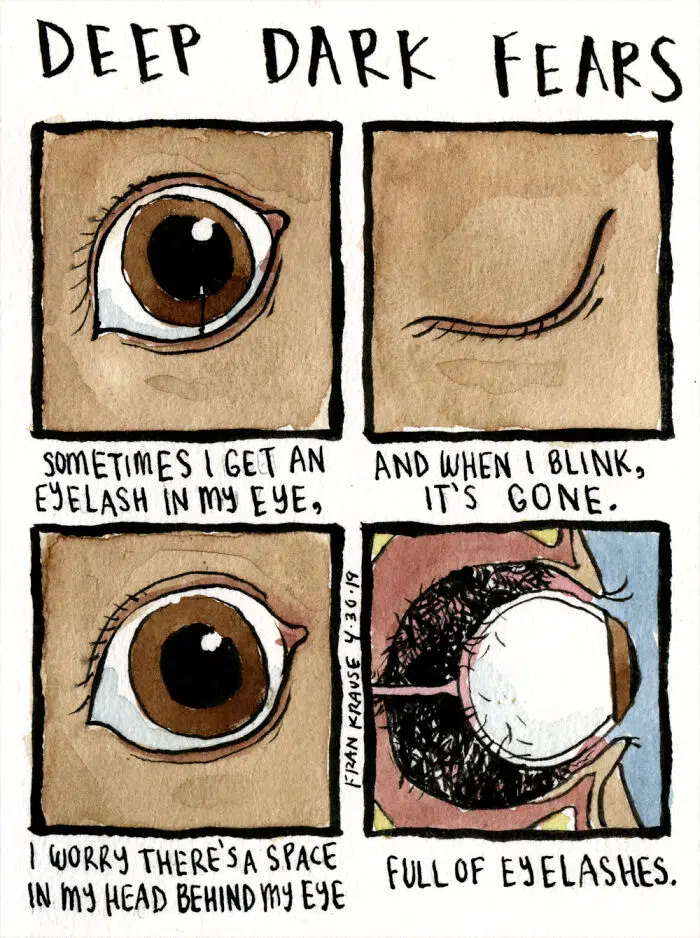 DEEP DARK FEARS
SOMETIMES I GET AN
EYELASH IN MY EYE,
AND WHEN I BLINK,
IT'S GONE.
I WORRY THERE'S A SPACE
IN MY HEAD BEHIND MY EYE
FRAN KRAUSE 4·30·19
FULL OF EYELASHES.